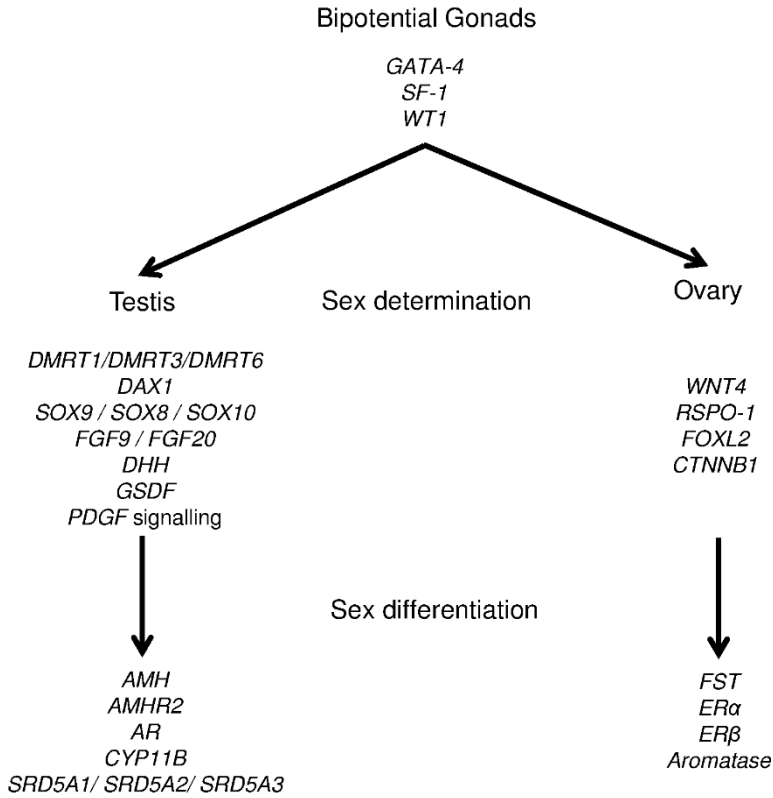 Bipotential Gonads
GATA-4
SF-1
WT1
Testis
Sex determination
Ovary
DMRT1/DMRT3/DMRT6
DAX1
SOX9 / SOX8 / SOX10
FGF9 / FGF20
DHH
GSDF
PDGF signalling
WNT4
RSPO-1
FOXL2
CTNNB1
Sex differentiation
AMH
AMHR2
AR
CYP11B
SRD5A1/ SRD5A2/ SRD5A3
FST
ERα
ERβ
Aromatase